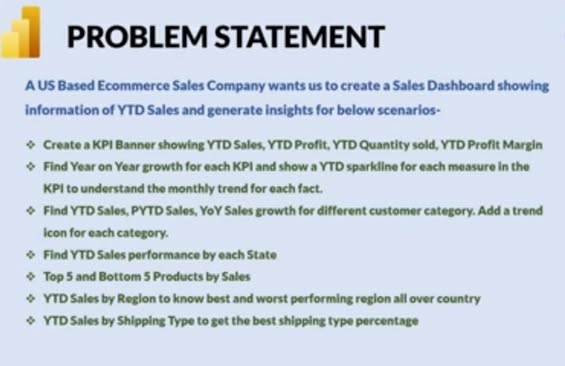 PROBLEM STATEMENT
A US Based Ecommerce Sales Company wants us to create a Sales Dashboard showing
information of YTD Sales and generate insights for below scenarios-
❖ Create a KPI Banner showing YTD Sales, YTD Profit, YTD Quantity sold, YTD Profit Margin
❖ Find Year on Year growth for each KPI and show a YTD sparkline for each measure in the
KPI to understand the monthly trend for each fact.
❖ Find YTD Sales, PYTD Sales, YoY Sales growth for different customer category. Add a trend
icon for each category.
❖ Find YTD Sales performance by each State
❖ Top 5 and Bottom 5 Products by Sales
❖ YTD Sales by Region to know best and worst performing region all over country
❖ YTD Sales by Shipping Type to get the best shipping type percentage